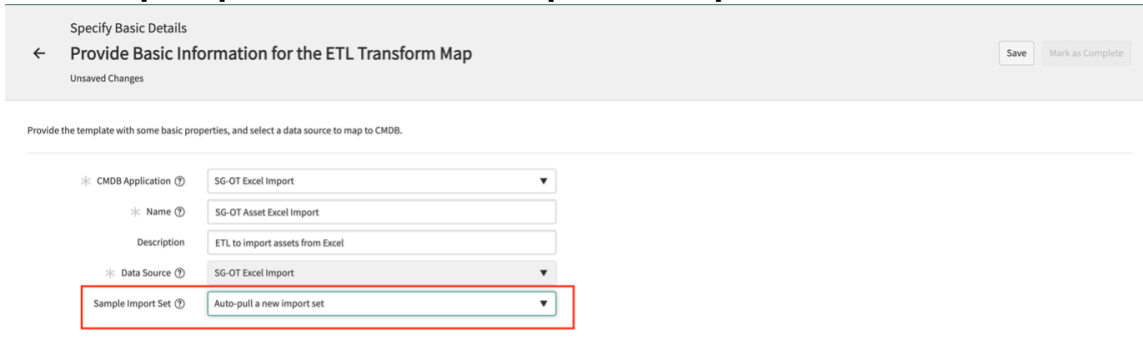 Specify Basic Details
← Provide Basic Information for the ETL Transform Map
Save Mark as Complete
Unsaved Changes
Provide the template with some basic properties, and select a data source to map to CMDB.
CMDB Application SG-OT Excel Import
Name SG-OT Asset Excel Import
Description ETL to import assets from Excel
Data Source SG-OT Excel Import
Sample Import Set Auto-pull a new import set